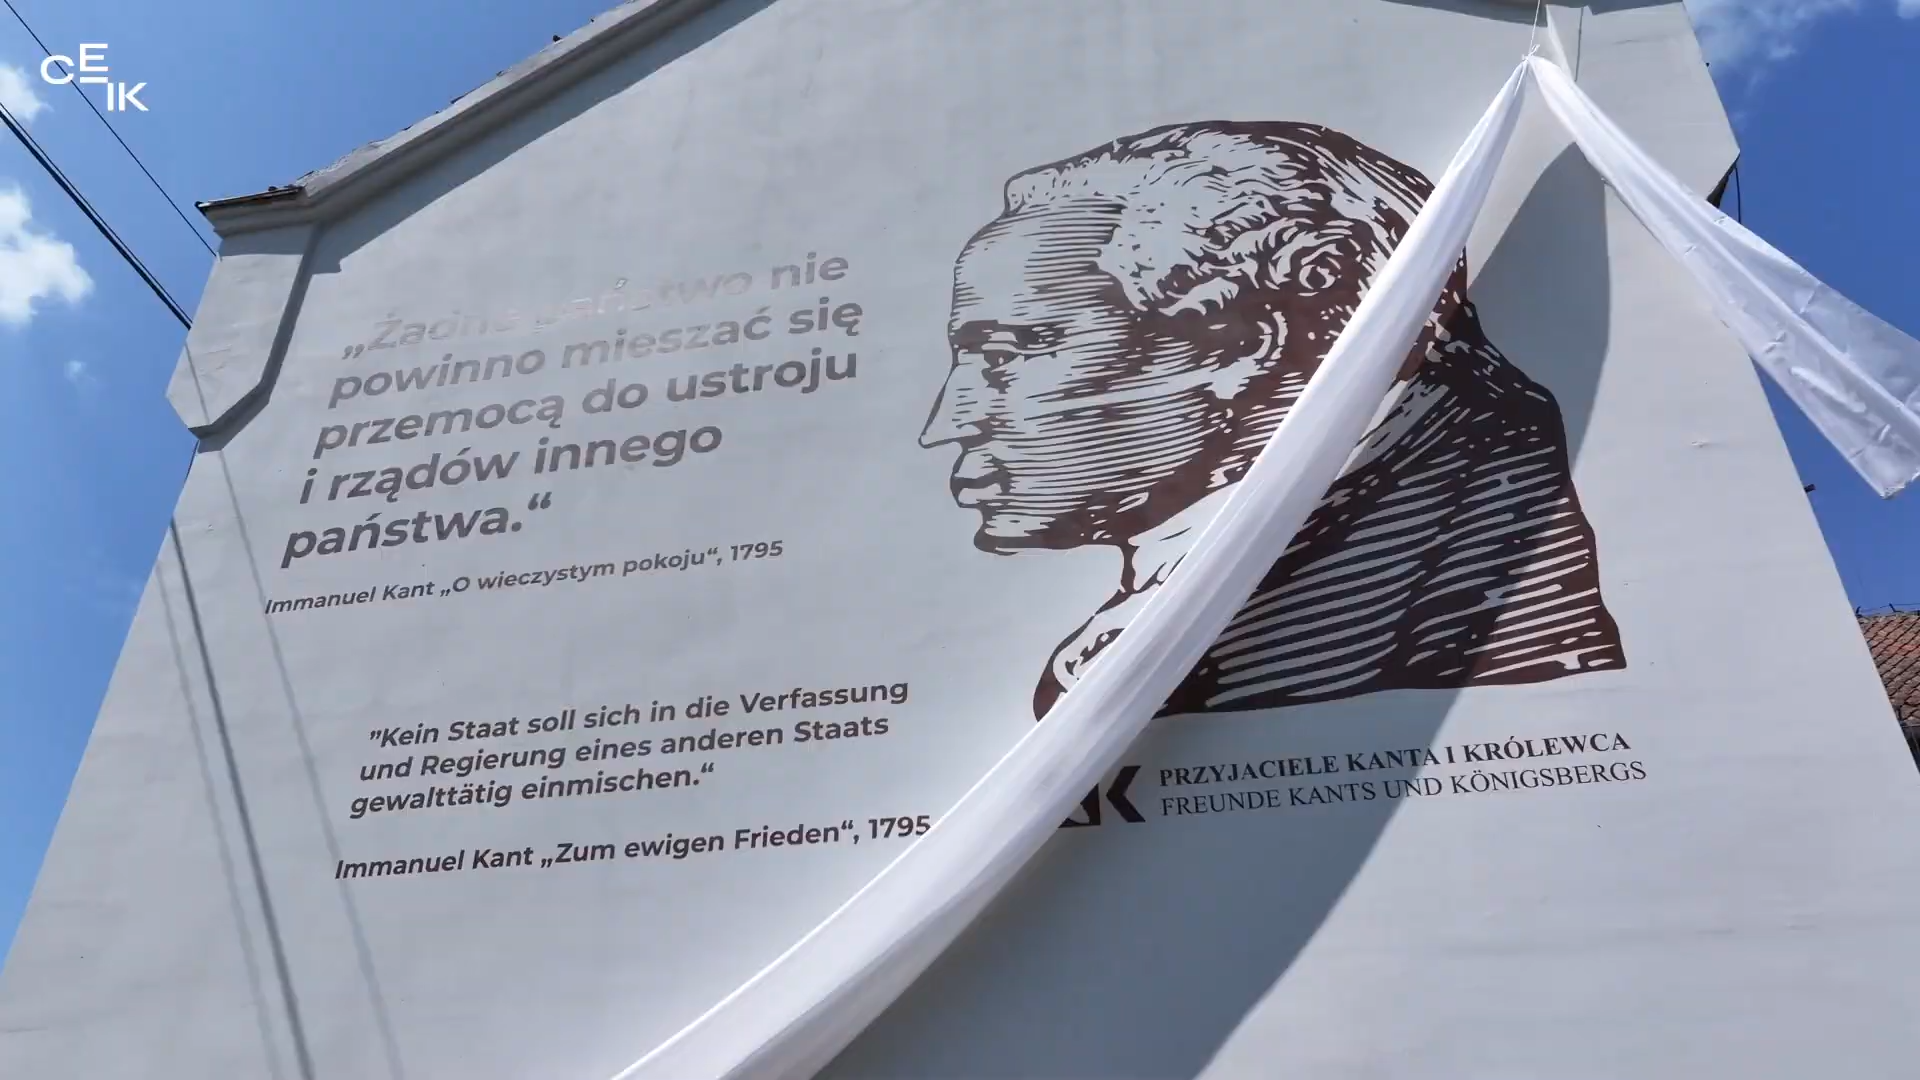 CE
IK
„Żadne państwo nie
powinno mieszać się
przemocą do ustroju
i rządów innego
państwa.“
Immanuel Kant „O wieczystym pokoju“, 1795
”Kein Staat soll sich in die Verfassung
und Regierung eines anderen Staats
gewalttätig einmischen.“
Immanuel Kant „Zum ewigen Frieden“, 1795
K
PRZYJACIELE KANTA I KRÓLEWCA
FREUNDE KANTS UND KÖNIGSBERGS